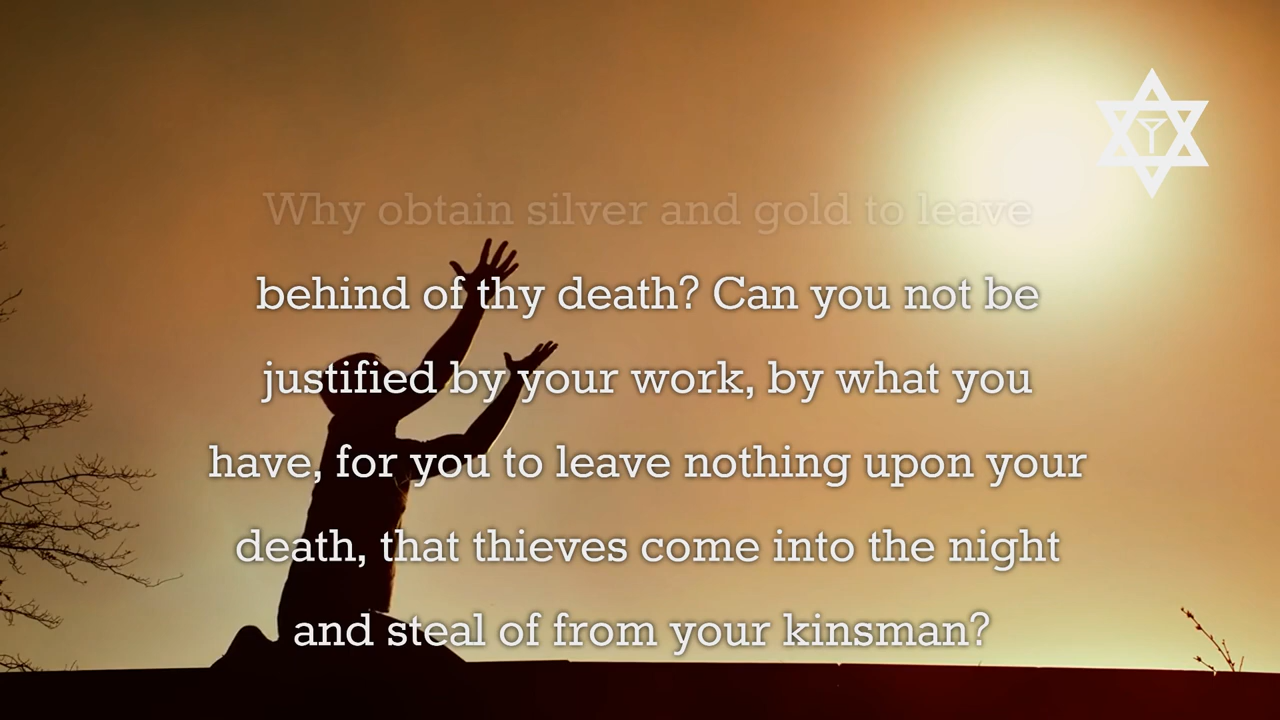 Why obtain silver and gold to leave
behind of thy death? Can you not be
justified by your work, by what you
have, for you to leave nothing upon your
death, that thieves come into the night
and steal of from your kinsman?